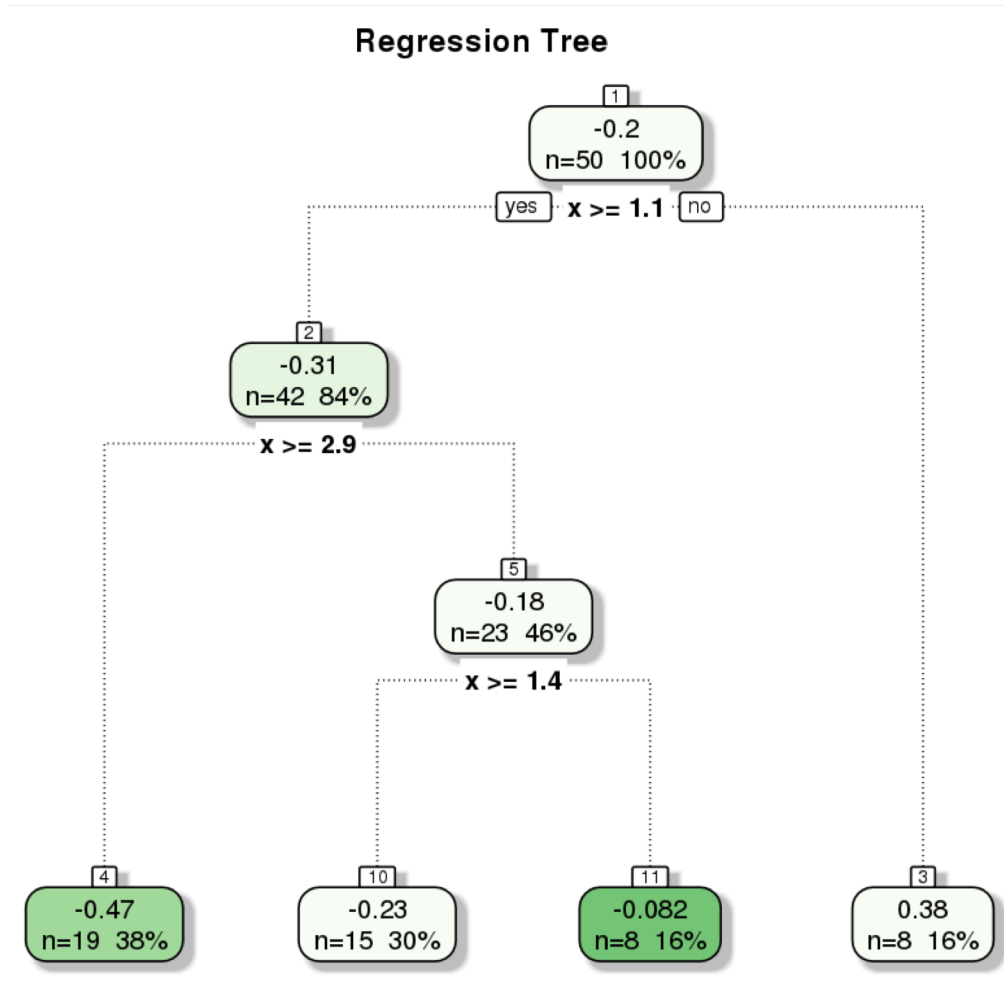 Regression Tree
1
-0.2
n=50 100%
yes x >= 1.1 no
2
-0.31
n=42 84%
x >= 2.9
5
-0.18
n=23 46%
x >= 1.4
4
-0.47
n=19 38%
10
-0.23
n=15 30%
11
-0.082
n=8 16%
3
0.38
n=8 16%